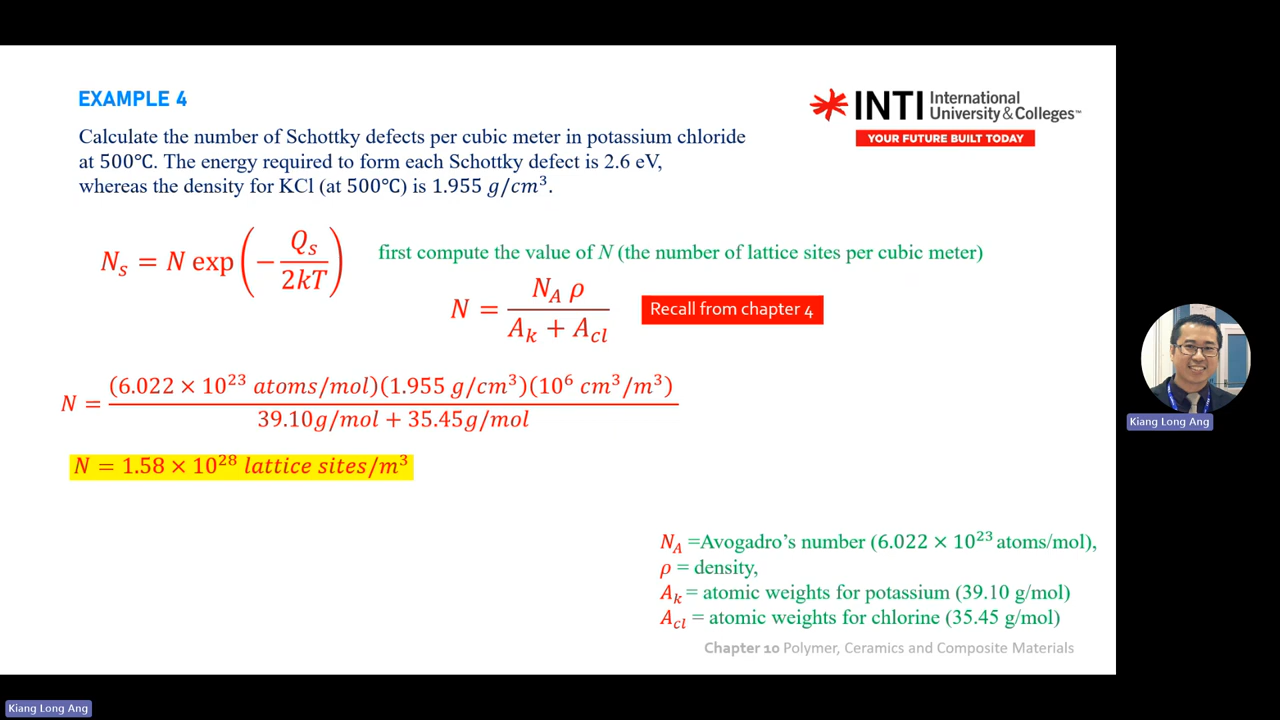 EXAMPLE 4
INTI International University & Colleges™
YOUR FUTURE BUILT TODAY
Calculate the number of Schottky defects per cubic meter in potassium chloride
at 500℃. The energy required to form each Schottky defect is 2.6 eV,
whereas the density for KCl (at 500℃) is 1.955 g/cm³.
N_s = N exp(−Q_s/2kT)
first compute the value of N (the number of lattice sites per cubic meter)
N = N_A ρ / A_k + A_cl
Recall from chapter 4
N = (6.022 × 10²³ atoms/mol)(1.955 g/cm³)(10⁶ cm³/m³) / 39.10g/mol + 35.45g/mol
N = 1.58 × 10²⁸ lattice sites/m³
N_A =Avogadro’s number (6.022 × 10²³ atoms/mol),
ρ = density,
A_k = atomic weights for potassium (39.10 g/mol)
A_cl = atomic weights for chlorine (35.45 g/mol)
Chapter 10 Polymer, Ceramics and Composite Materials
Kiang Long Ang
Kiang Long Ang